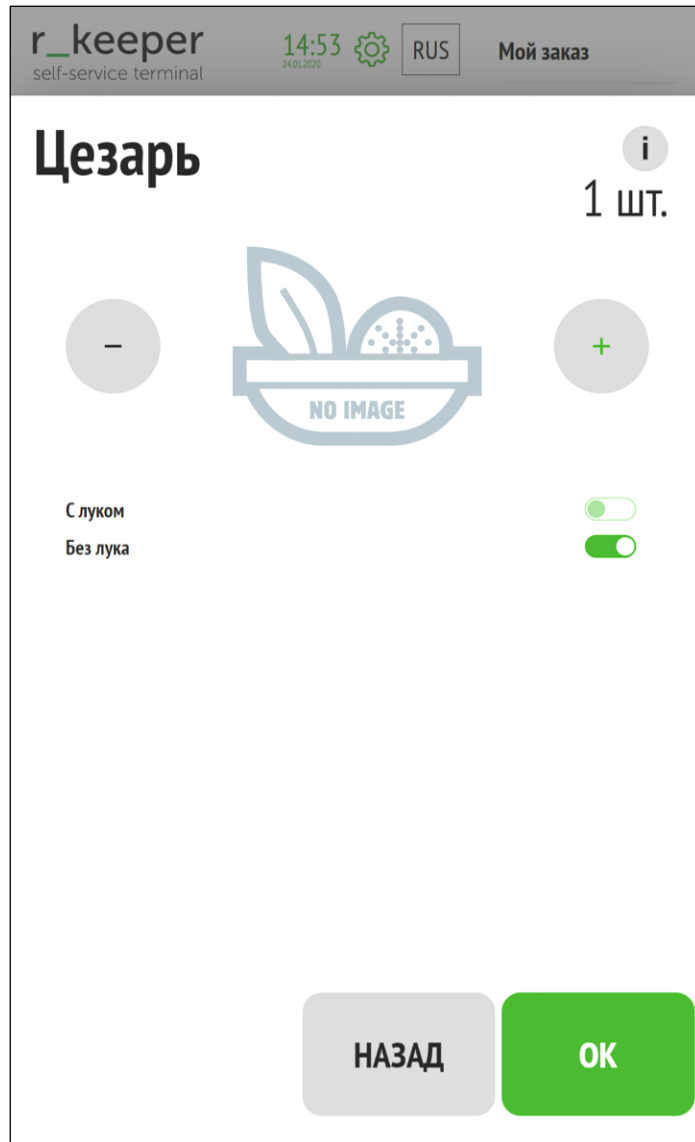 r_keeper
self-service terminal
14:53
24.01.2020
RUS
Мой заказ
Цезарь
i
1 шт.
−
+
NO IMAGE
С луком
Без лука
НАЗАД
ОК